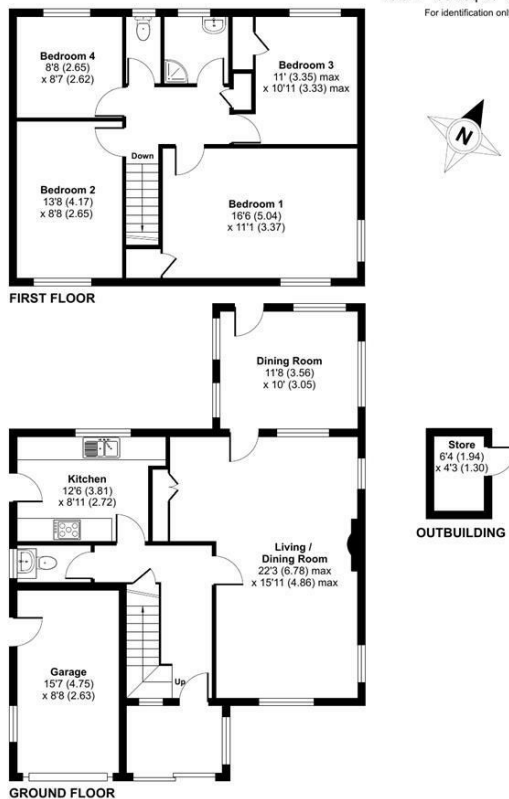 For identification onl
Bedroom 4
8'8 (2.65)
x 8'7 (2.62)
Bedroom 3
11' (3.35) max
x 10'11 (3.33) max
N
Down
Bedroom 2
13'8 (4.17)
x 8'8 (2.65)
Bedroom 1
16'6 (5.04)
x 11'1 (3.37)
FIRST FLOOR
Dining Room
11'8 (3.56)
x 10' (3.05)
Kitchen
12'6 (3.81)
x 8'11 (2.72)
Store
6'4 (1.94)
x 4'3 (1.30)
OUTBUILDING
Living /
Dining Room
22'3 (6.78) max
x 15'11 (4.86) max
Garage
15'7 (4.75)
x 8'8 (2.63)
Up
GROUND FLOOR